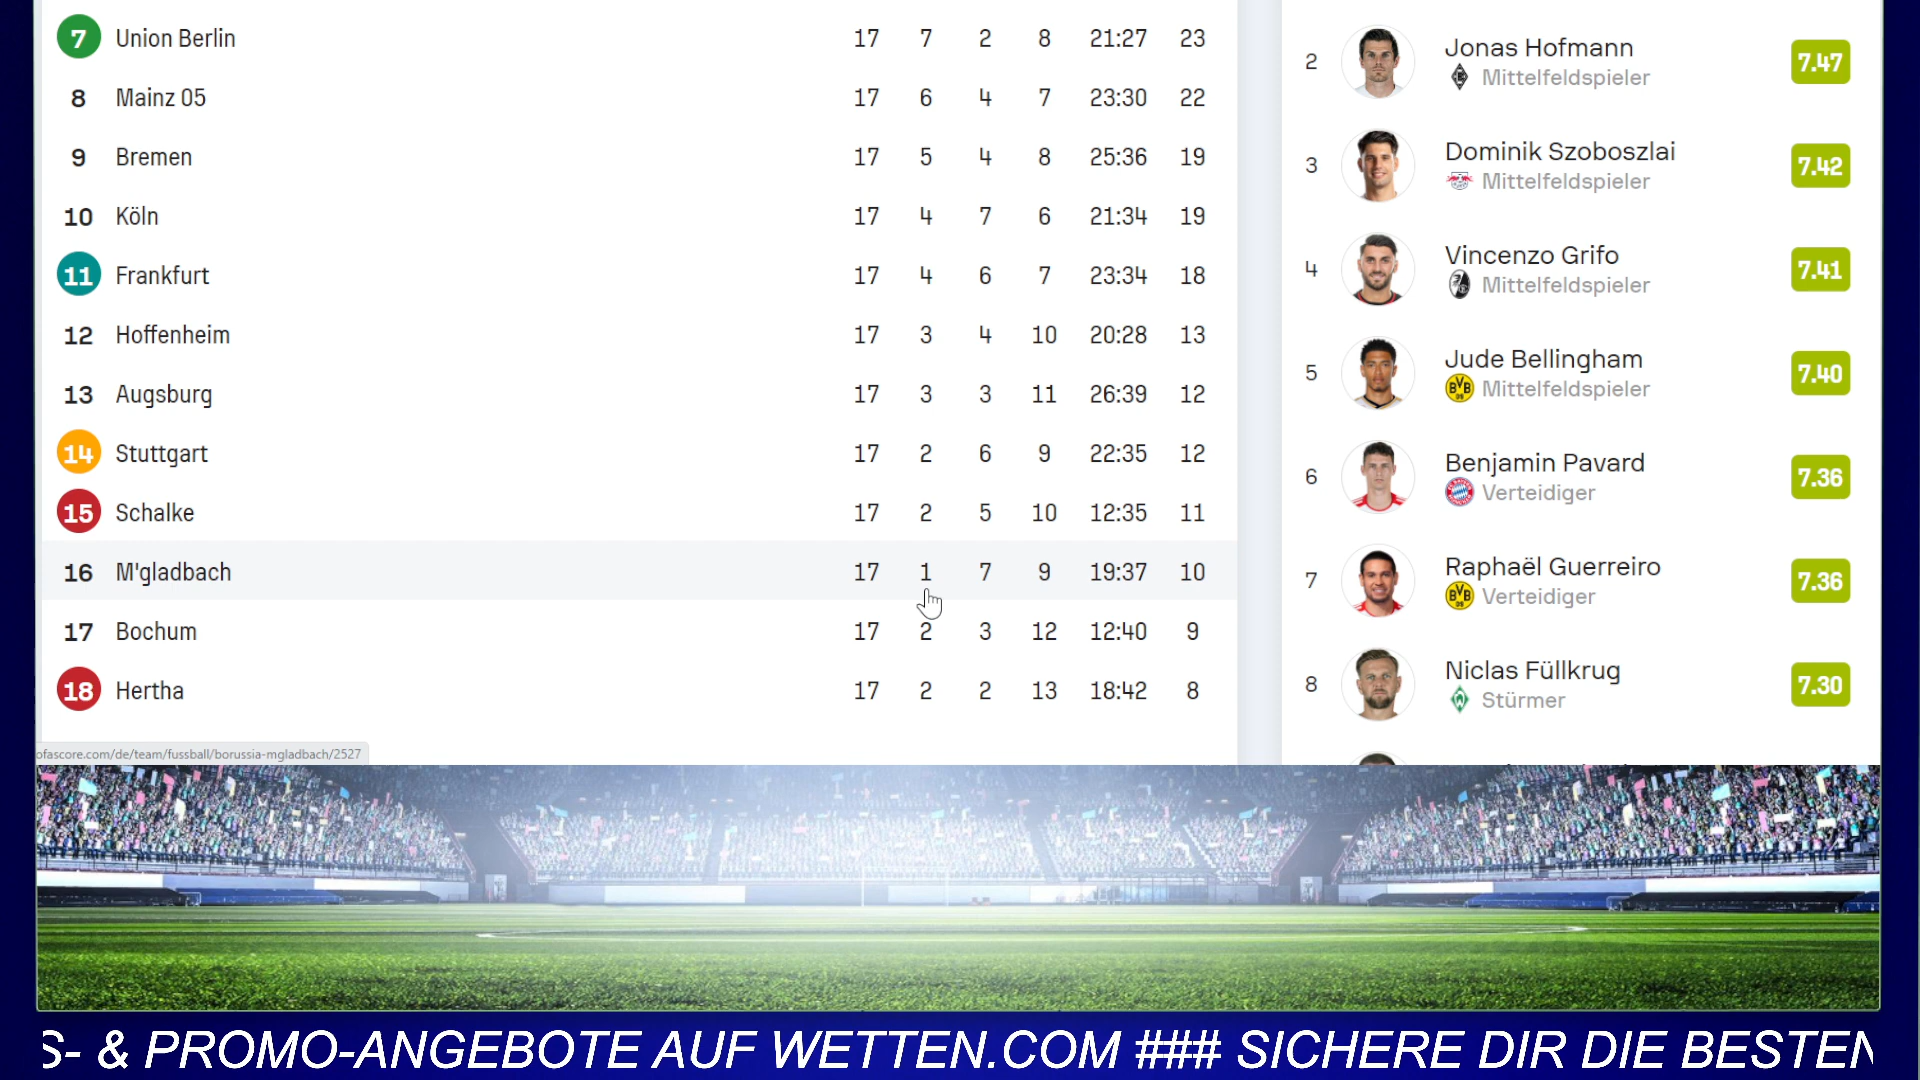 7 Union Berlin 17 7 2 8 21:27 23
8 Mainz 05 17 6 4 7 23:30 22
9 Bremen 17 5 4 8 25:36 19
10 Köln 17 4 7 6 21:34 19
11 Frankfurt 17 4 6 7 23:34 18
12 Hoffenheim 17 3 4 10 20:28 13
13 Augsburg 17 3 3 11 26:39 12
14 Stuttgart 17 2 6 9 22:35 12
15 Schalke 17 2 5 10 12:35 11
16 M'gladbach 17 1 7 9 19:37 10
17 Bochum 17 2 3 12 12:40 9
18 Hertha 17 2 2 13 18:42 8
ofascore.com/de/team/fussball/borussia-mgladbach/2527
2 Jonas Hofmann 7.47
Mittelfeldspieler
3 Dominik Szoboszlai 7.42
Mittelfeldspieler
4 Vincenzo Grifo 7.41
Mittelfeldspieler
5 Jude Bellingham 7.40
BVB 09 Mittelfeldspieler
6 Benjamin Pavard 7.36
Verteidiger
7 Raphaël Guerreiro 7.36
BVB 09 Verteidiger
8 Niclas Füllkrug 7.30
W Stürmer
S- & PROMO-ANGEBOTE AUF WETTEN.COM ### SICHERE DIR DIE BESTEN